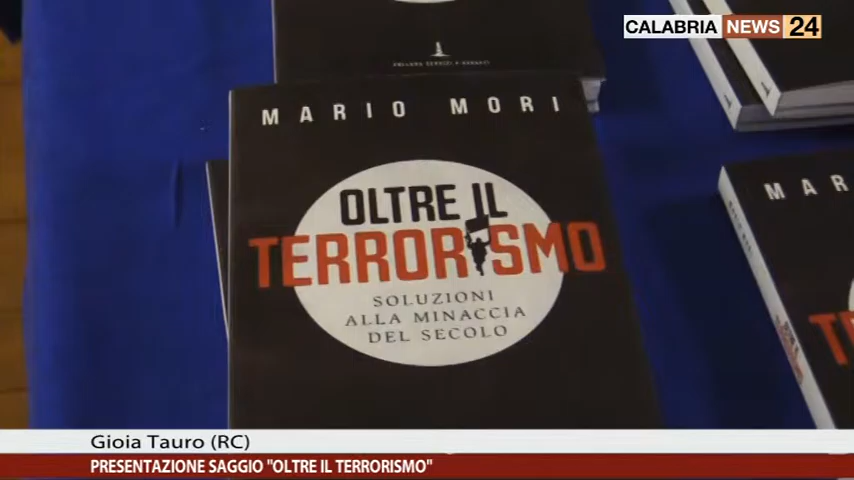 CALABRIA NEWS 24
MARIO MORI
OLTRE IL
TERRORISMO
SOLUZIONI
ALLA MINACCIA
DEL SECOLO
MAR
Gioia Tauro (RC)
PRESENTAZIONE SAGGIO "OLTRE IL TERRORISMO"